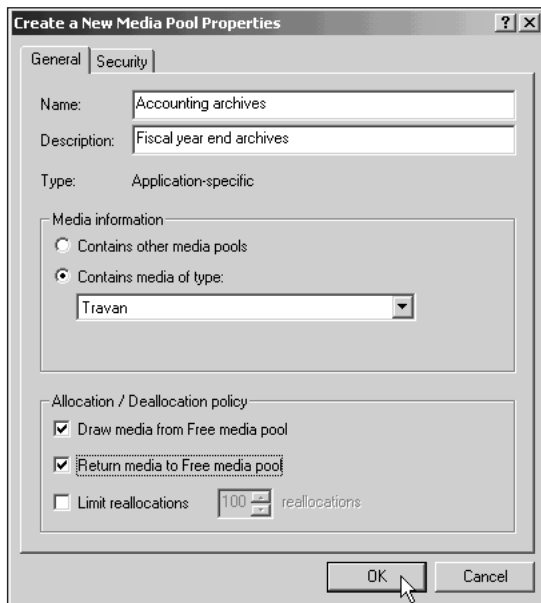 Create a New Media Pool Properties
General Security
Name: Accounting archives
Description: Fiscal year end archives
Type: Application-specific
Media information
Contains other media pools
Contains media of type:
Travan
Allocation / Deallocation policy
Draw media from Free media pool
Return media to Free media pool
Limit reallocations 100 reallocations
OK Cancel